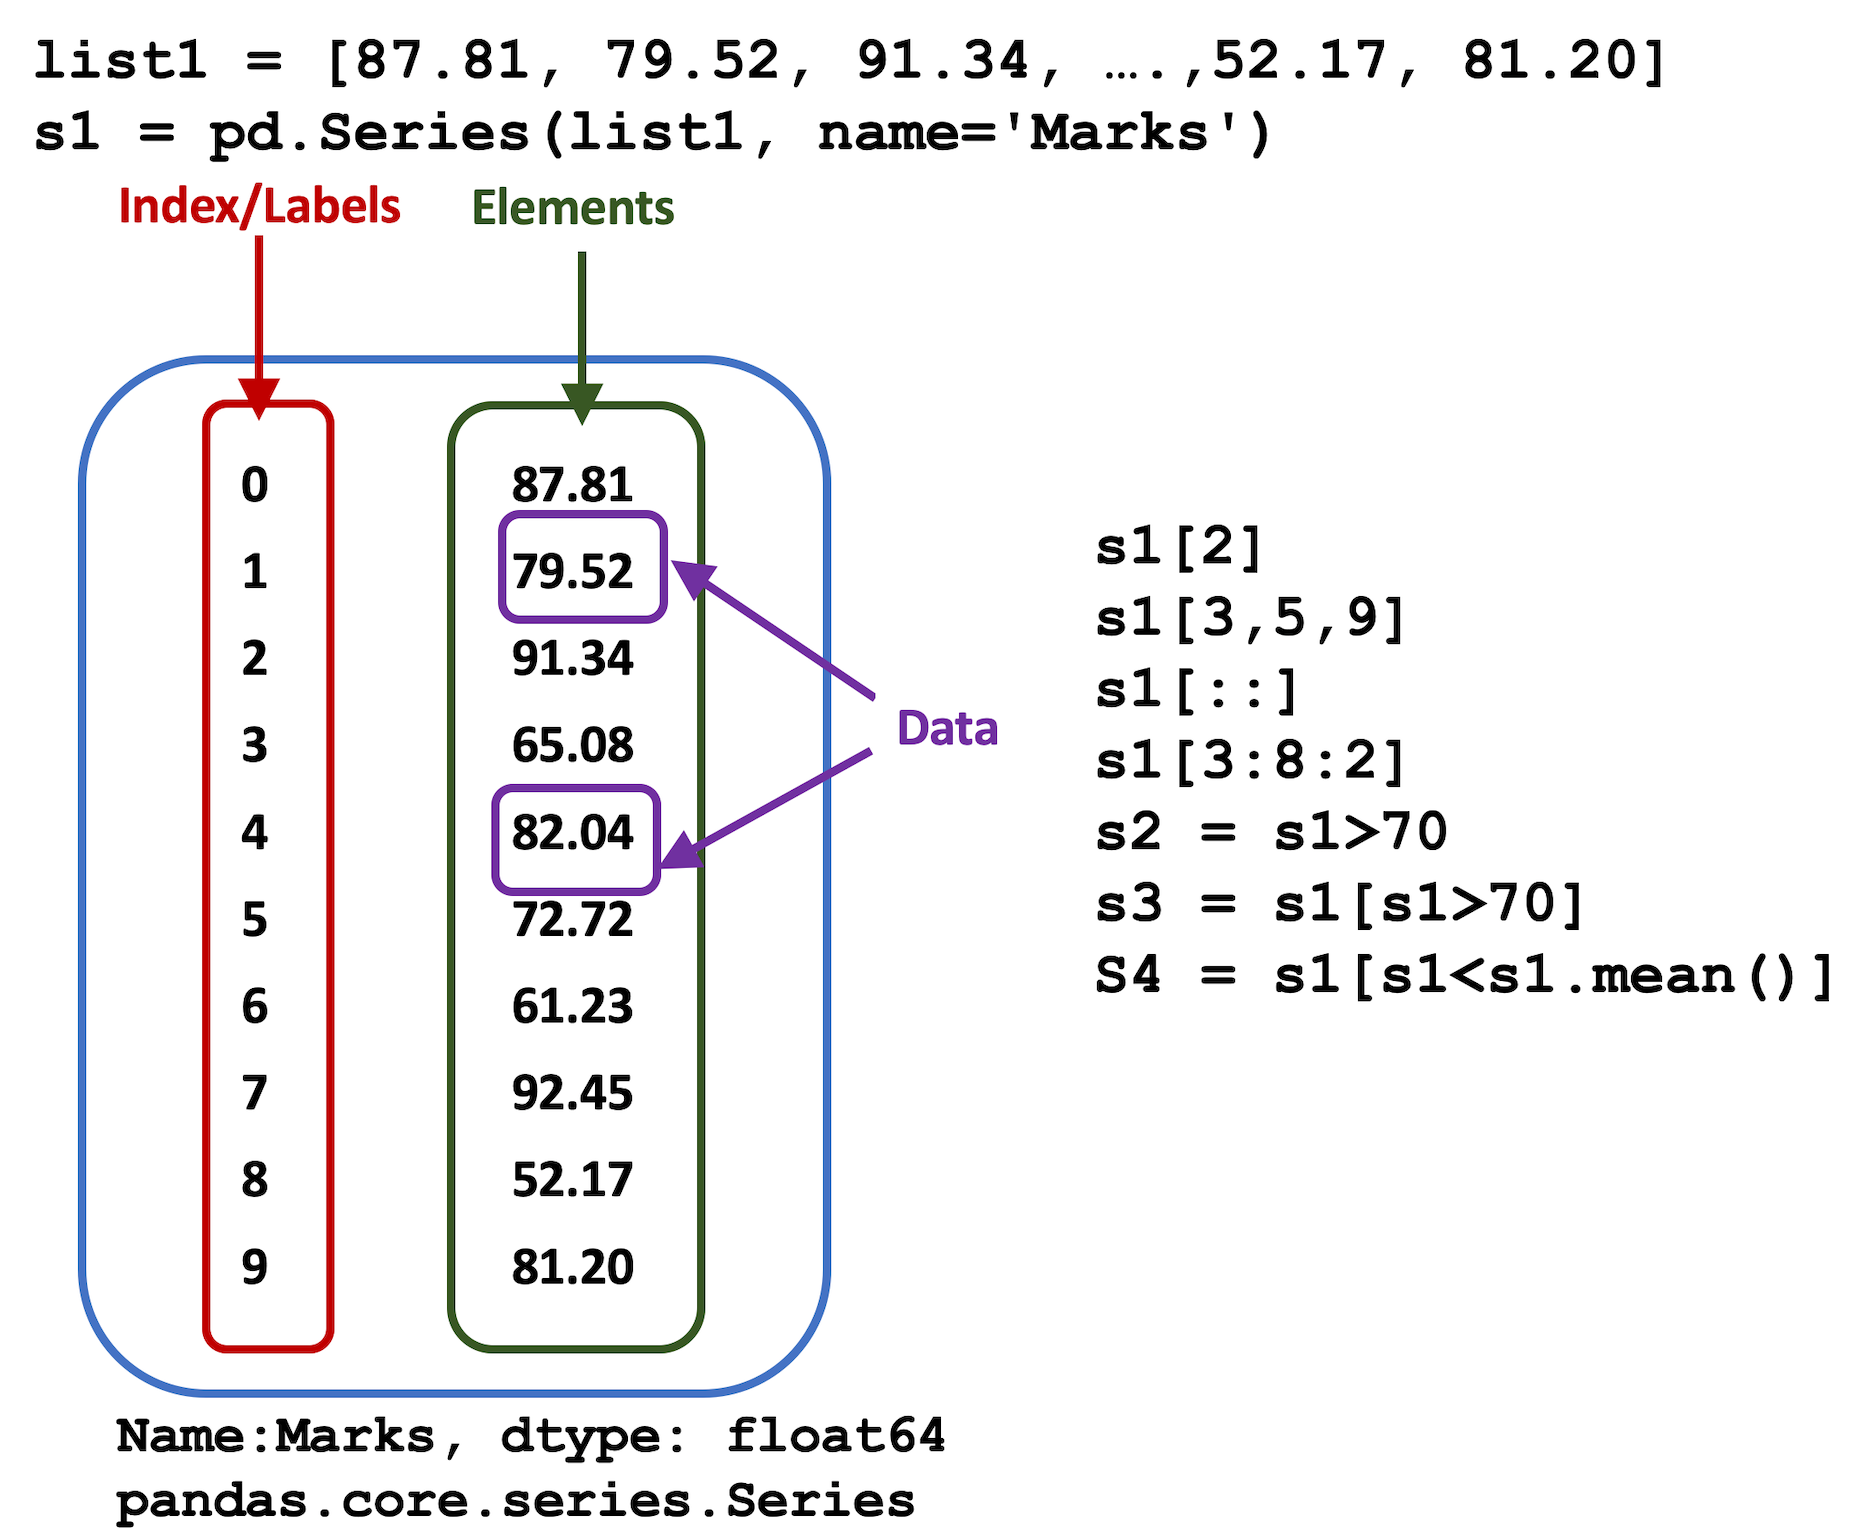 list1 = [87.81, 79.52, 91.34, ….,52.17, 81.20]
s1 = pd.Series(list1, name='Marks')
Index/Labels Elements
0 87.81
1 79.52
2 91.34
3 65.08
4 82.04
5 72.72
6 61.23
7 92.45
8 52.17
9 81.20
Data
s1[2]
s1[3,5,9]
s1[::]
s1[3:8:2]
s2 = s1>70
s3 = s1[s1>70]
S4 = s1[s1<s1.mean()]
Name:Marks, dtype: float64
pandas.core.series.Series